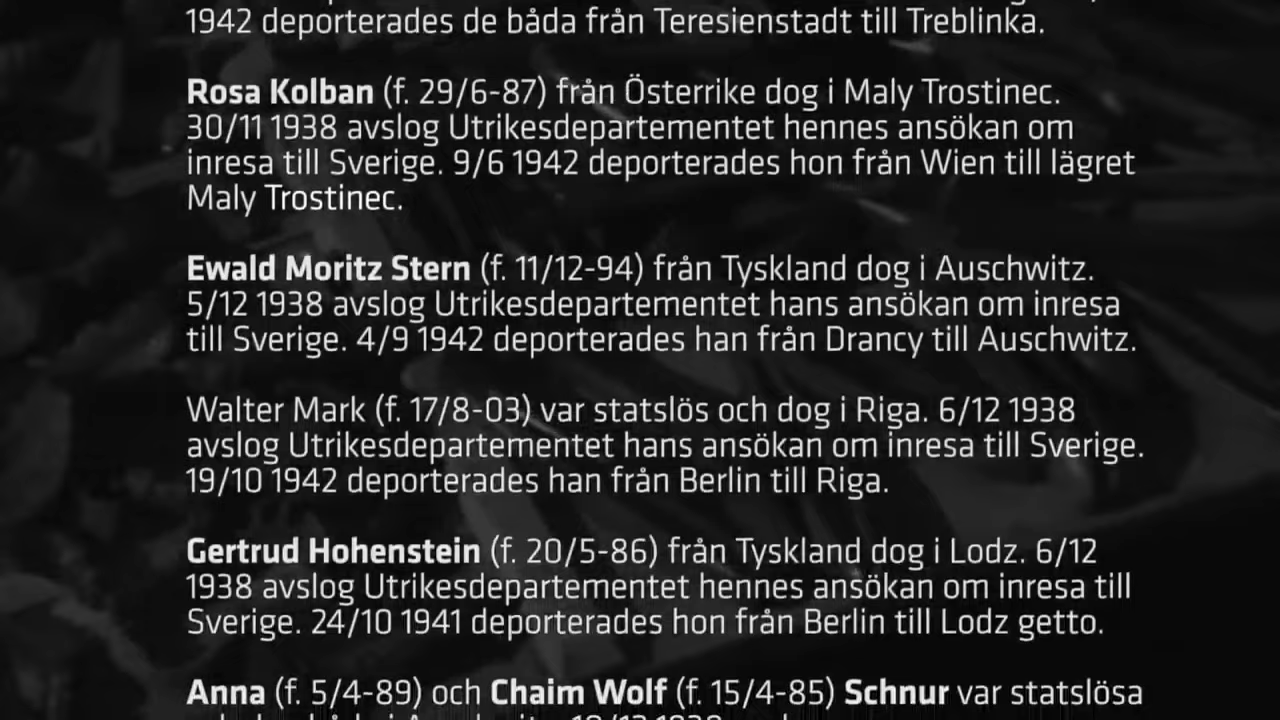 1942 deporterades de båda från Teresienstadt till Treblinka.
Rosa Kolban (f. 29/6-87) från Österrike dog i Maly Trostinec.
30/11 1938 avslog Utrikesdepartementet hennes ansökan om
inresa till Sverige. 9/6 1942 deporterades hon från Wien till lägret
Maly Trostinec.
Ewald Moritz Stern (f. 11/12-94) från Tyskland dog i Auschwitz.
5/12 1938 avslog Utrikesdepartementet hans ansökan om inresa
till Sverige. 4/9 1942 deporterades han från Drancy till Auschwitz.
Walter Mark (f. 17/8-03) var statslös och dog i Riga. 6/12 1938
avslog Utrikesdepartementet hans ansökan om inresa till Sverige.
19/10 1942 deporterades han från Berlin till Riga.
Gertrud Hohenstein (f. 20/5-86) från Tyskland dog i Lodz. 6/12
1938 avslog Utrikesdepartementet hennes ansökan om inresa till
Sverige. 24/10 1941 deporterades hon från Berlin till Lodz getto.
Anna (f. 5/4-89) och Chaim Wolf (f. 15/4-85) Schnur var statslösa